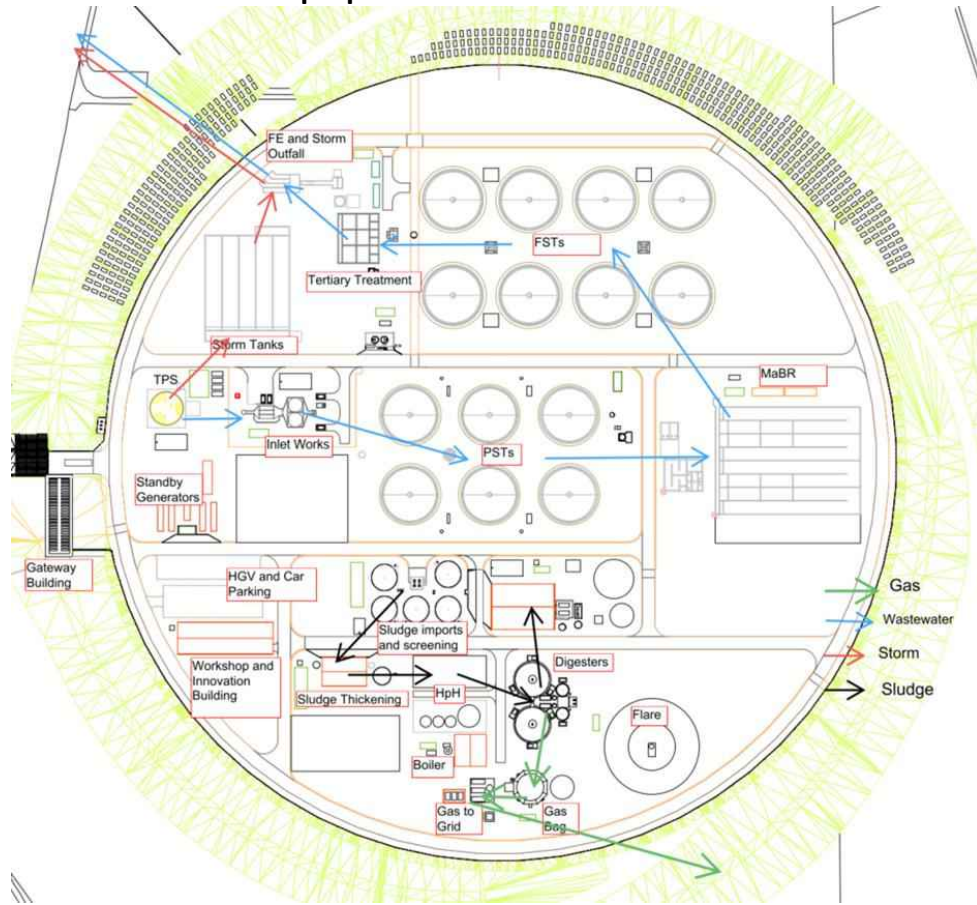 FE and Storm
Outfall
FSTs
Tertiary Treatment
Storm Tanks
TPS
MaBR
Inlet Works
PSTs
Standby
Generators
Gateway
Building
HGV and Car
Parking
Gas
Wastewater
Storm
Sludge
Sludge imports
and screening
Workshop and
Innovation
Building
Sludge Thickening
HpH
Digesters
Flare
Boiler
Gas to
Grid
Gas
Bag